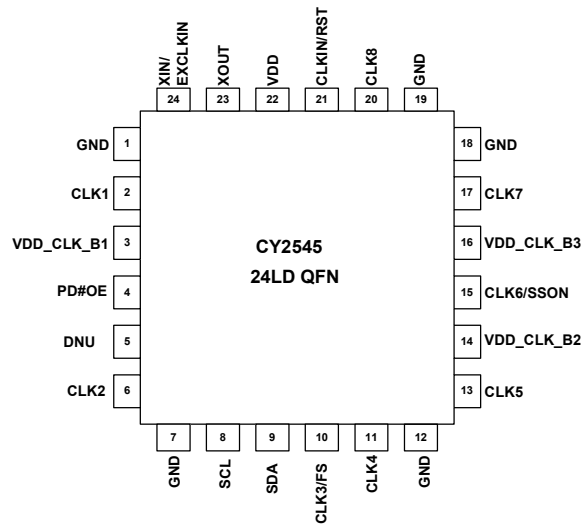 XIN/
EXCLKIN
XOUT
VDD
CLKIN/RST
CLK8
GND
24
23
22
21
20
19
GND
1
18
GND
CLK1
2
17
CLK7
VDD_CLK_B1
3
16
VDD_CLK_B3
CY2545
24LD QFN
PD#OE
4
15
CLK6/SSON
DNU
5
14
VDD_CLK_B2
CLK2
6
13
CLK5
7
8
9
10
11
12
GND
SCL
SDA
CLK3/FS
CLK4
GND